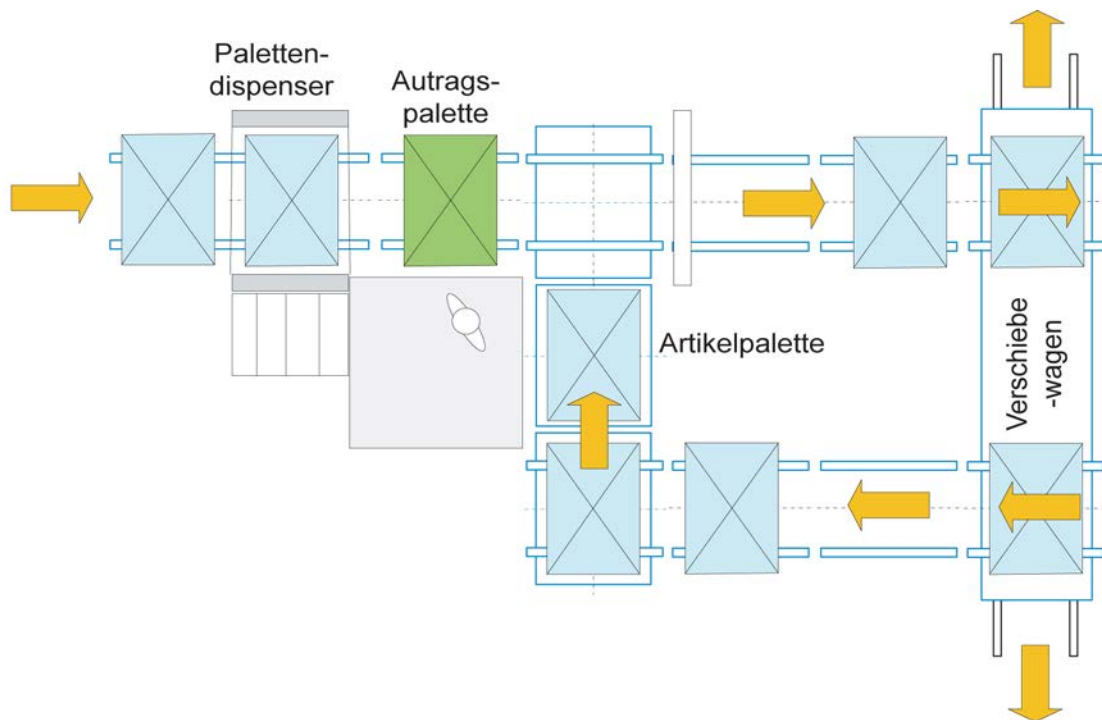 Paletten-
dispenser
Autrags-
palette
Artikelpalette
Verschiebe
-wagen